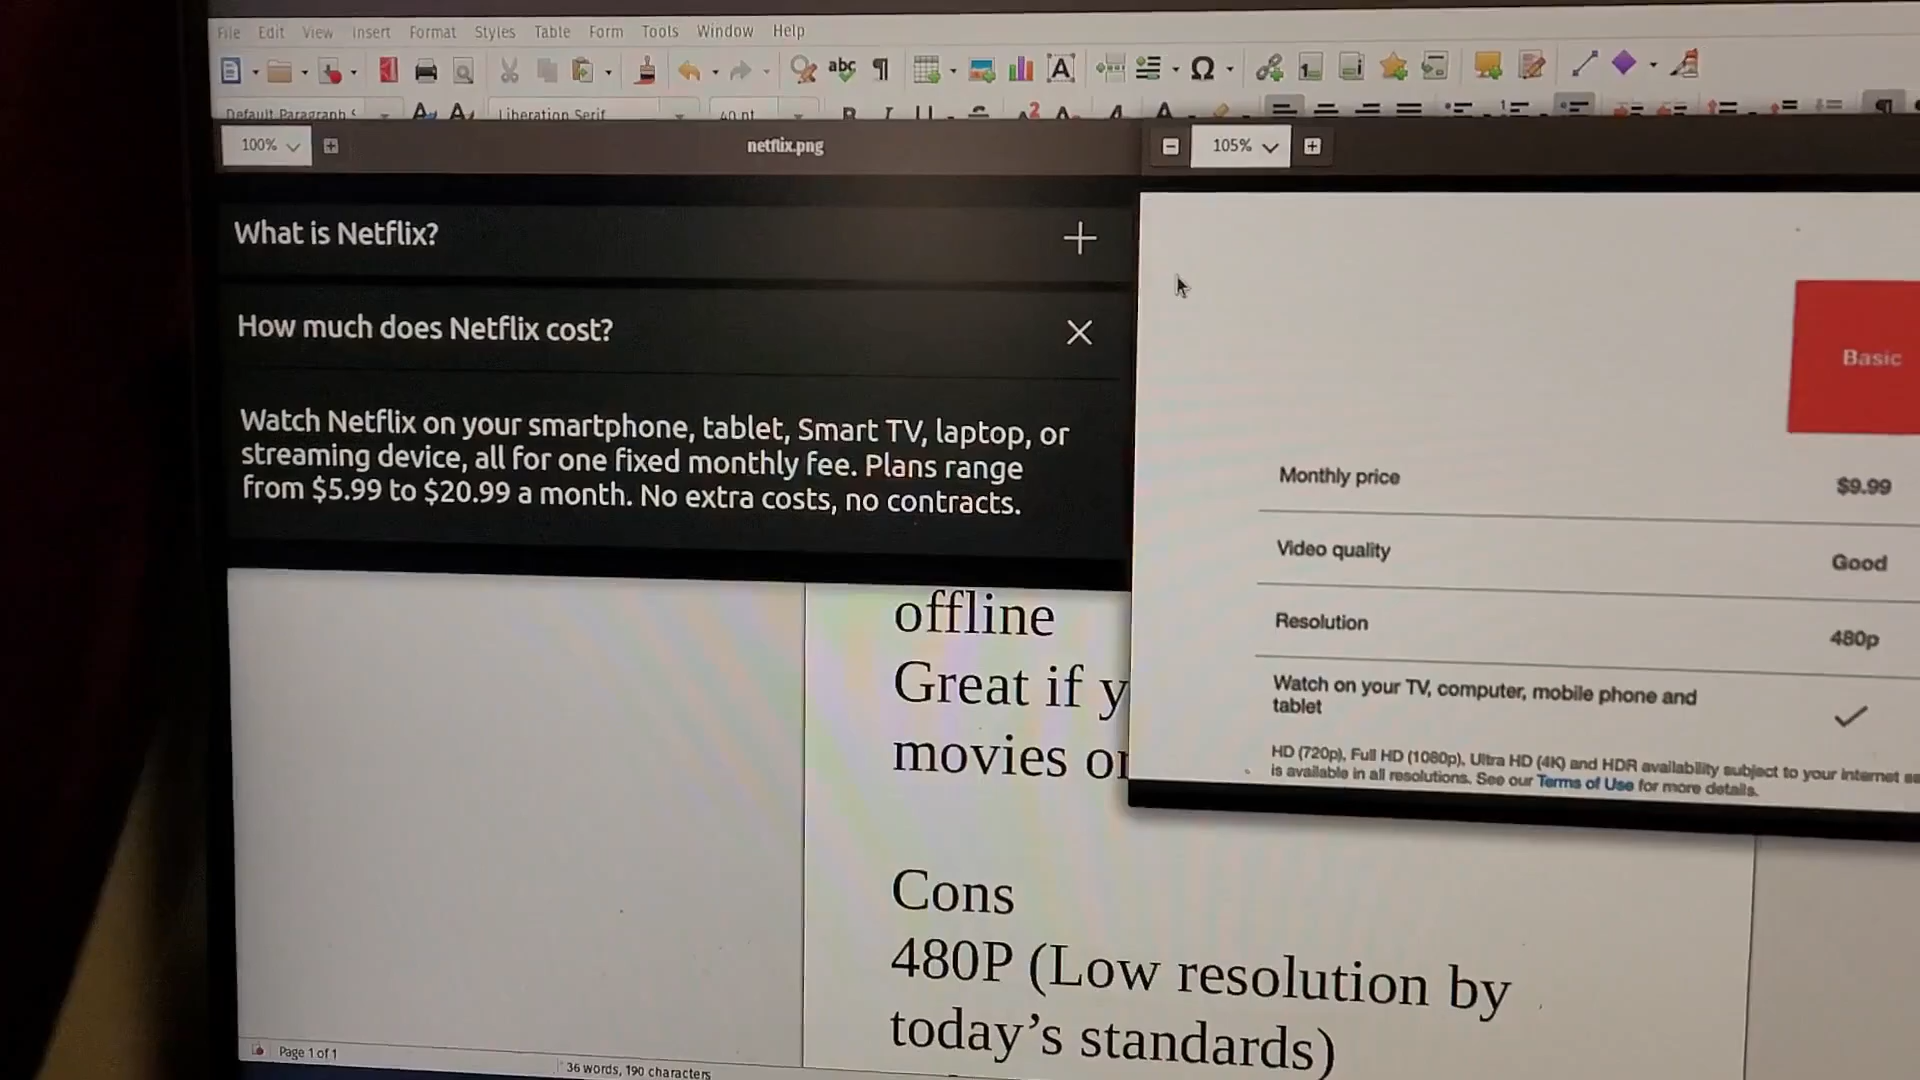 File Edit View Insert Format Styles Table Form Tools Window Help
Default Paragraph S Liberation Serif 40 pt
100% netflix.png
105%
What is Netflix?
How much does Netflix cost?
Watch Netflix on your smartphone, tablet, Smart TV, laptop, or
streaming device, all for one fixed monthly fee. Plans range
from $5.99 to $20.99 a month. No extra costs, no contracts.
Basic
Monthly price $9.99
Video quality Good
Resolution 480p
Watch on your TV, computer, mobile phone and
tablet
HD (720p), Full HD (1080p), Ultra HD (4K) and HDR availability subject to your internet se
is available in all resolutions. See our Terms of Use for more details.
offline
Great if y
movies or
Cons
480P (Low resolution by
today’s standards)
Page 1 of 1
36 words, 190 characters